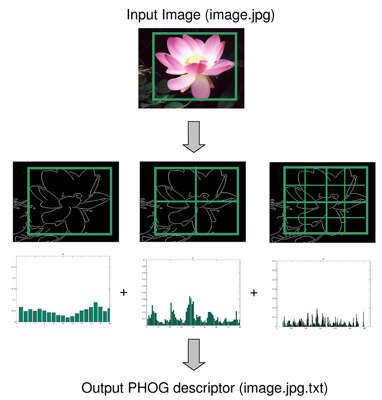 Input Image (image.jpg)
+
+
Output PHOG descriptor (image.jpg.txt)